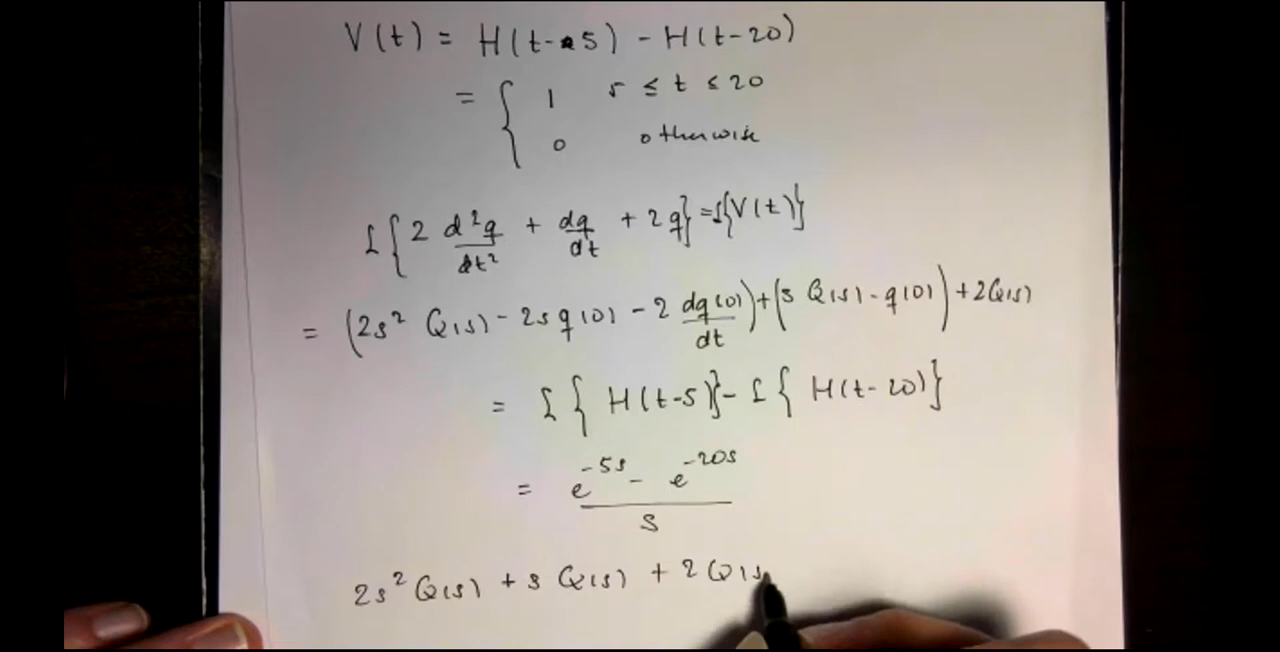 V(t) = H(t-5) - H(t-20)
= { 1 5 ≤ t ≤ 20
0 otherwise
£{2 d²q/dt² + dq/dt + 2q} = £{V(t)}
= (2s² Q(s) - 2s q(0) - 2 dq(0)/dt) + (s Q(s) - q(0)) + 2Q(s)
= £{H(t-5)} - £{H(t-20)}
= e^-5s - e^-20s / s
2s² Q(s) + s Q(s) + 2 Q(s